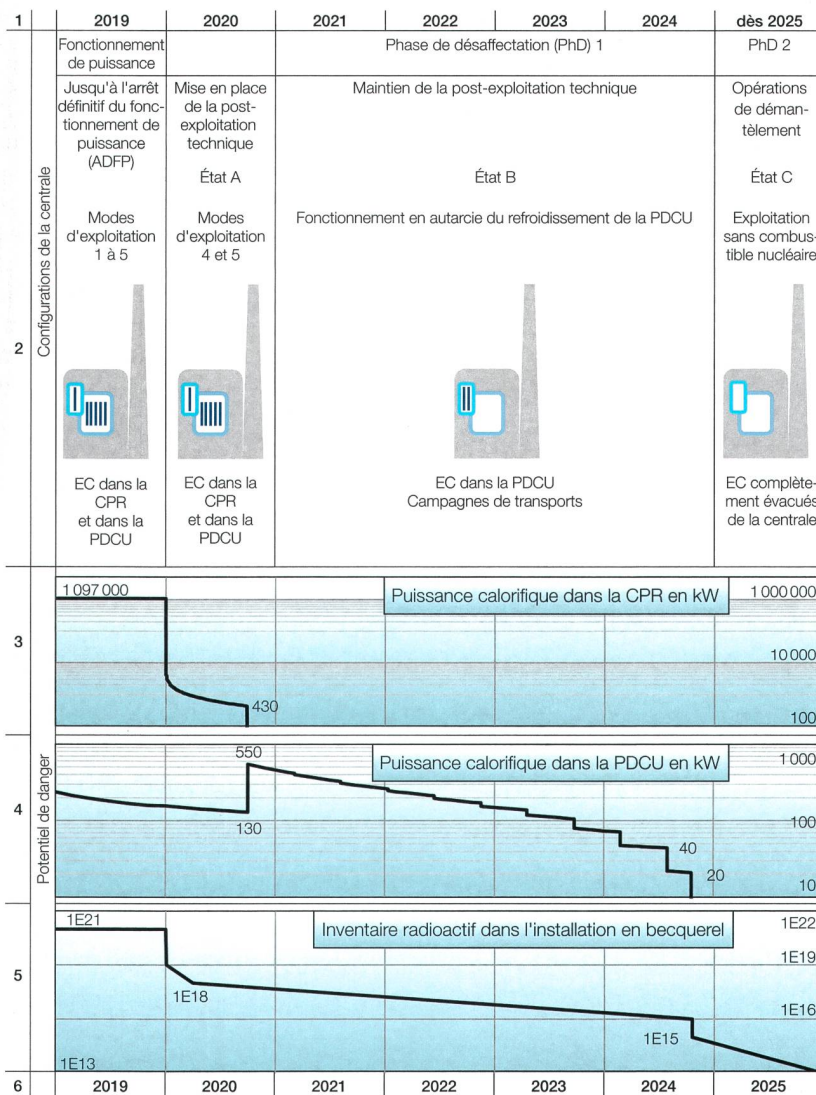 1 2019 2020 2021 2022 2023 2024 dès 2025
Fonctionnement
de puissance
Phase de désaffectation (PhD) 1
PhD 2
Configurations de la centrale
2
Jusqu'à l'arrêt
définitif du fonc-
tionnement de
puissance
(ADFP)
Modes
d'exploitation
1 à 5
EC dans la
CPR
et dans la
PDCU
Mise en place
de la post-
exploitation
technique
État A
Modes
d'exploitation
4 et 5
EC dans la
CPR
et dans la
PDCU
Maintien de la post-exploitation technique
État B
Fonctionnement en autarcie du refroidissement de la PDCU
EC dans la PDCU
Campagnes de transports
Opérations
de déman-
tèlement
État C
Exploitation
sans combus-
tible nucléaire
EC complète-
ment évacués
de la centrale
Potentiel de danger
3
1 097 000
Puissance calorifique dans la CPR en kW
1 000 000
10 000
430
100
4
550
Puissance calorifique dans la PDCU en kW
1 000
130
100
40
20
10
5
1E21
Inventaire radioactif dans l'installation en becquerel
1E22
1E19
1E18
1E16
1E15
1E13
6 2019 2020 2021 2022 2023 2024 2025